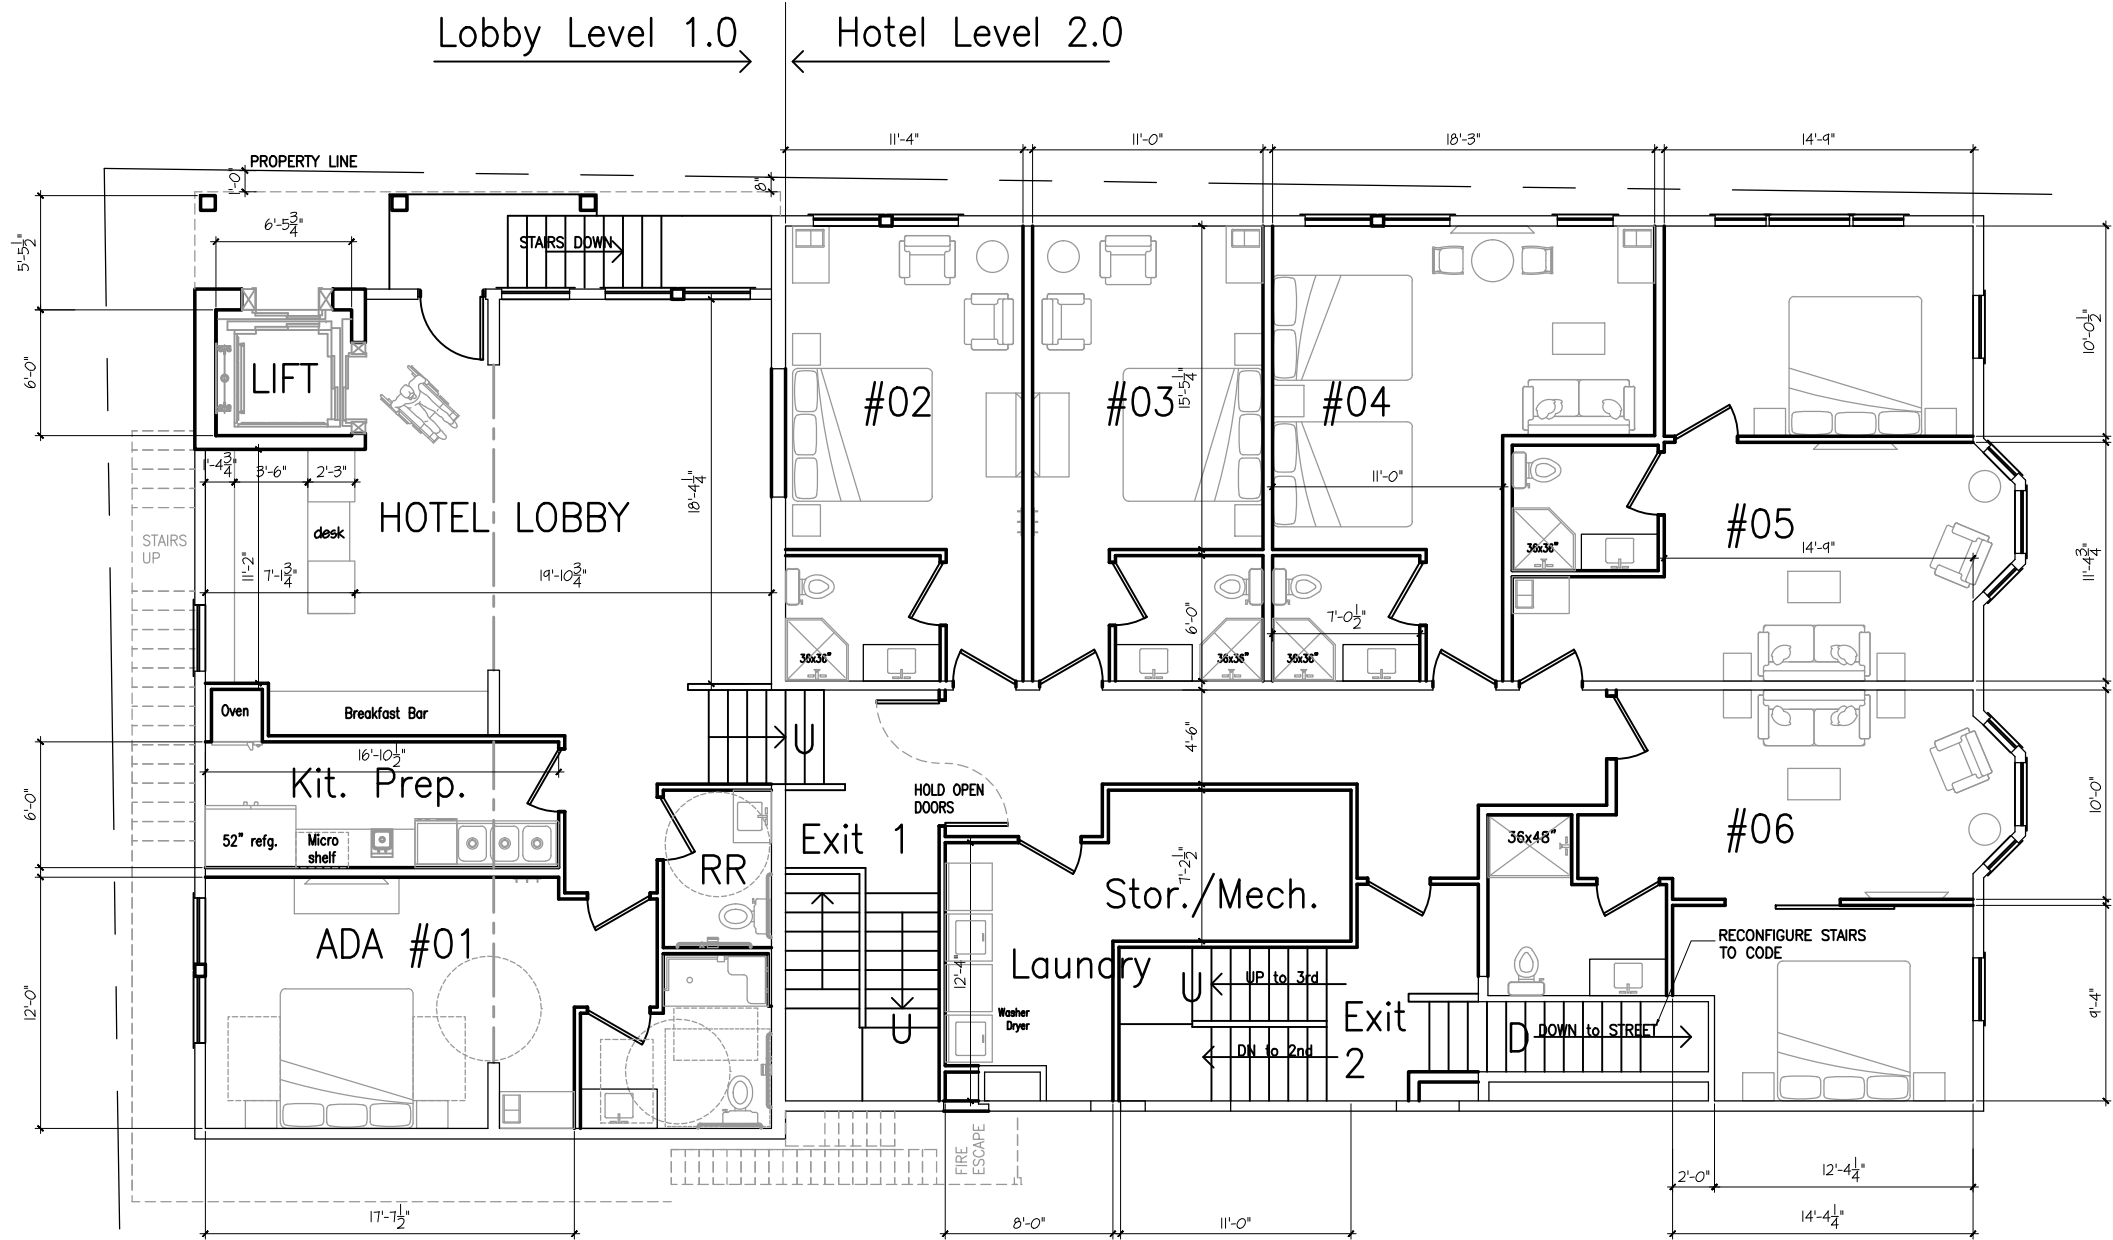 Lobby Level 1.0
Hotel Level 2.0
11'-4"
11'-0"
18'-3"
14'-9"
PROPERTY LINE
1'-0"
8"
6'-5 3/4"
5'-5 1/2"
STAIRS DOWN
LIFT
6'-0"
#02
#03
15'-5 1/4"
#04
10'-0 1/2"
1'-4 3/4"
3'-6"
2'-3"
18'-4 1/4"
11'-0"
HOTEL LOBBY
desk
STAIRS
UP
11'-2"
7'-1 3/4"
19'-10 3/4"
#05
14'-9"
11'-4 3/4"
36x36"
36x36"
36x36"
36x36"
6'-0"
7'-0 1/2"
Oven
Breakfast Bar
16'-10 1/2"
Kit. Prep.
6'-0"
52" refg.
Micro
shelf
U
4'-6"
HOLD OPEN
DOORS
Exit 1
RR
#06
36x48"
10'-0"
7'-2 1/2"
Stor./Mech.
ADA #01
12'-0"
Laundry
12'-4"
Washer
Dryer
U
U
UP to 3rd
DN to 2nd
Exit
2
D
DOWN to STREET
RECONFIGURE STAIRS
TO CODE
9'-4"
FIRE
ESCAPE
2'-0"
12'-4 1/4"
17'-7 1/2"
8'-0"
11'-0"
14'-4 1/4"